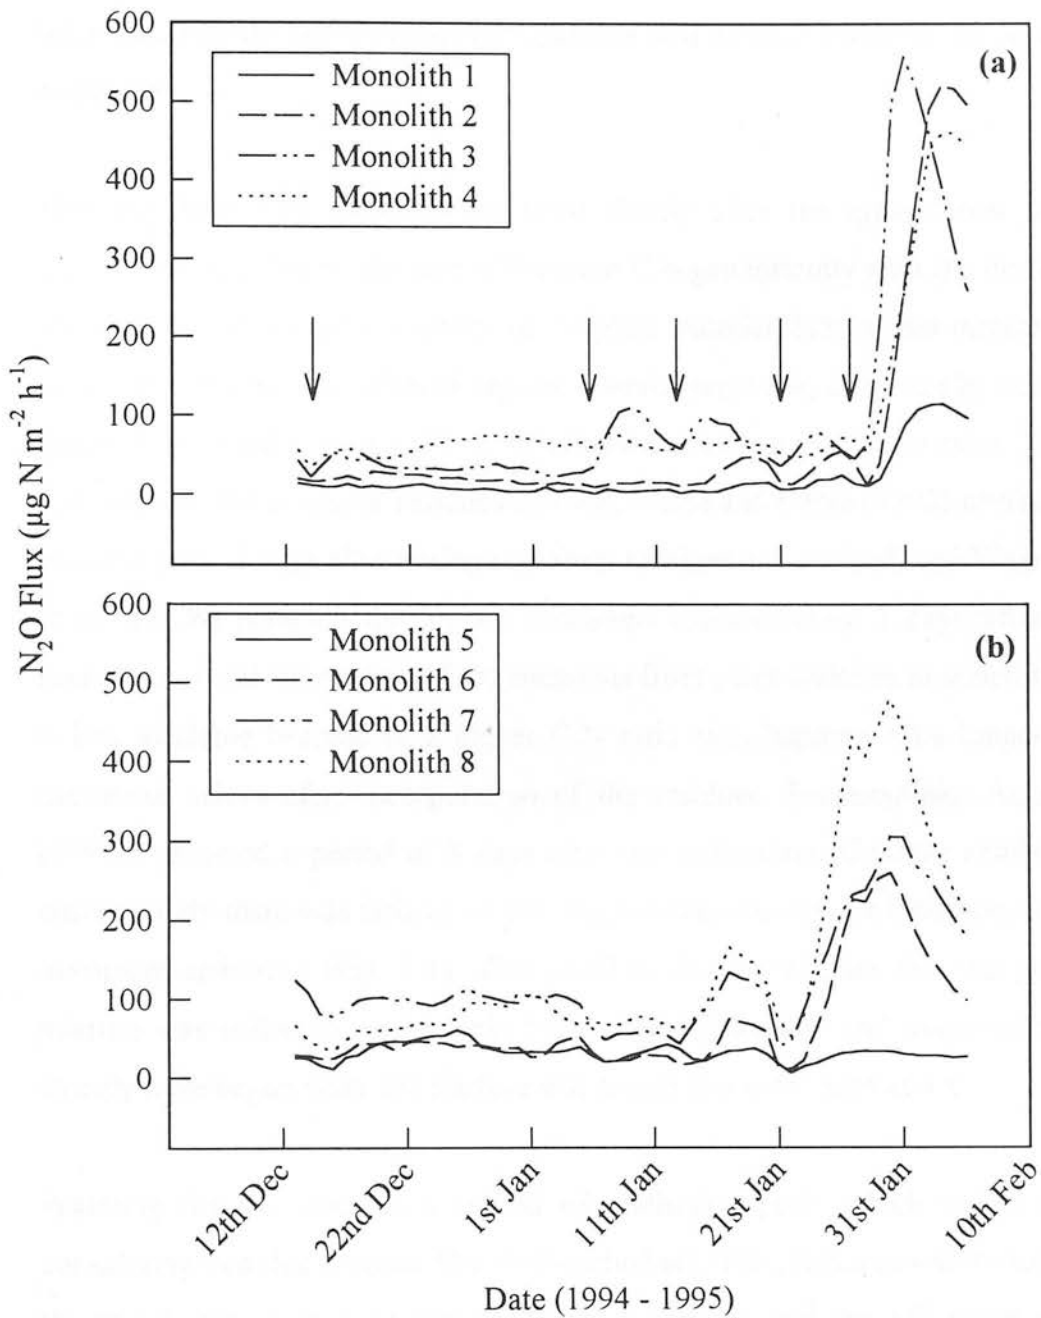 600
(a)
Monolith 1
500
Monolith 2
Monolith 3
400
Monolith 4
300
200
100
0
N₂O Flux (µg N m⁻² h⁻¹)
600
(b)
Monolith 5
500
Monolith 6
Monolith 7
400
Monolith 8
300
200
100
0
12th Dec
22nd Dec
1st Jan
11th Jan
21st Jan
31st Jan
10th Feb
Date (1994 - 1995)